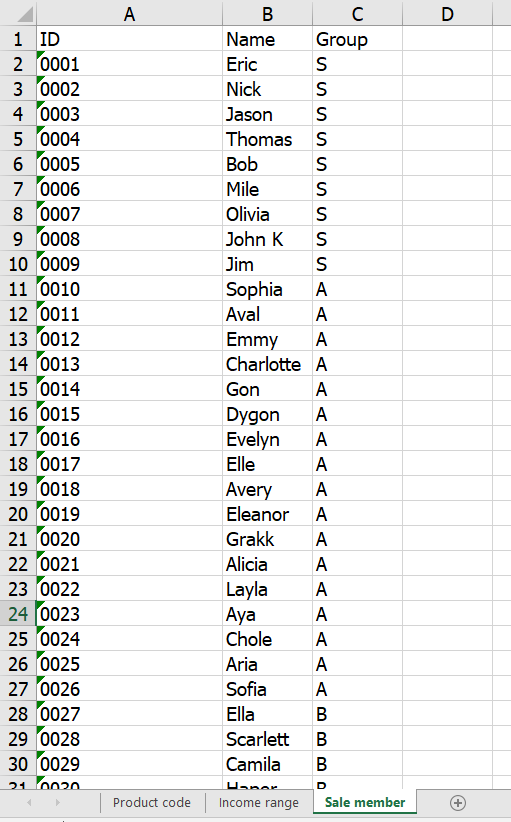 A B C D
1 ID Name Group
2 0001 Eric S
3 0002 Nick S
4 0003 Jason S
5 0004 Thomas S
6 0005 Bob S
7 0006 Mile S
8 0007 Olivia S
9 0008 John K S
10 0009 Jim S
11 0010 Sophia A
12 0011 Aval A
13 0012 Emmy A
14 0013 Charlotte A
15 0014 Gon A
16 0015 Dygon A
17 0016 Evelyn A
18 0017 Elle A
19 0018 Avery A
20 0019 Eleanor A
21 0020 Grakk A
22 0021 Alicia A
23 0022 Layla A
24 0023 Aya A
25 0024 Chole A
26 0025 Aria A
27 0026 Sofia A
28 0027 Ella B
29 0028 Scarlett B
30 0029 Camila B
31 0030 B
Product code Income range Sale member